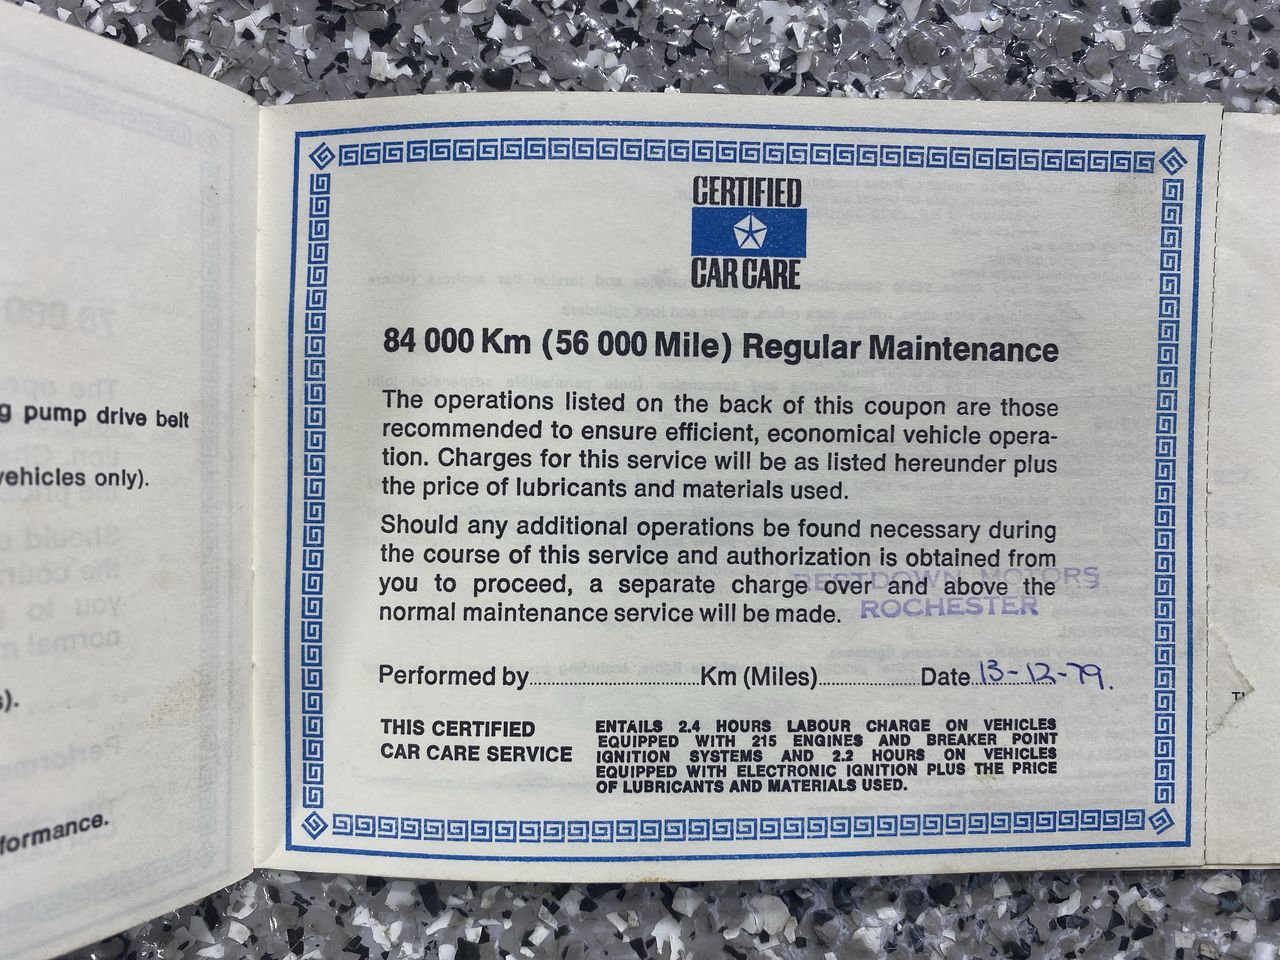 g pump drive belt
vehicles only).
s).
formance.
CERTIFIED
CAR CARE
84 000 Km (56 000 Mile) Regular Maintenance
The operations listed on the back of this coupon are those
recommended to ensure efficient, economical vehicle opera-
tion. Charges for this service will be as listed hereunder plus
the price of lubricants and materials used.
Should any additional operations be found necessary during
the course of this service and authorization is obtained from
you to proceed, a separate charge over and above the
normal maintenance service will be made.
RESTDOWN MOTORS
ROCHESTER
Performed by Km (Miles) Date 13-12-79.
THIS CERTIFIED
CAR CARE SERVICE
ENTAILS 2.4 HOURS LABOUR CHARGE ON VEHICLES
EQUIPPED WITH 215 ENGINES AND BREAKER POINT
IGNITION SYSTEMS AND 2.2 HOURS ON VEHICLES
EQUIPPED WITH ELECTRONIC IGNITION PLUS THE PRICE
OF LUBRICANTS AND MATERIALS USED.